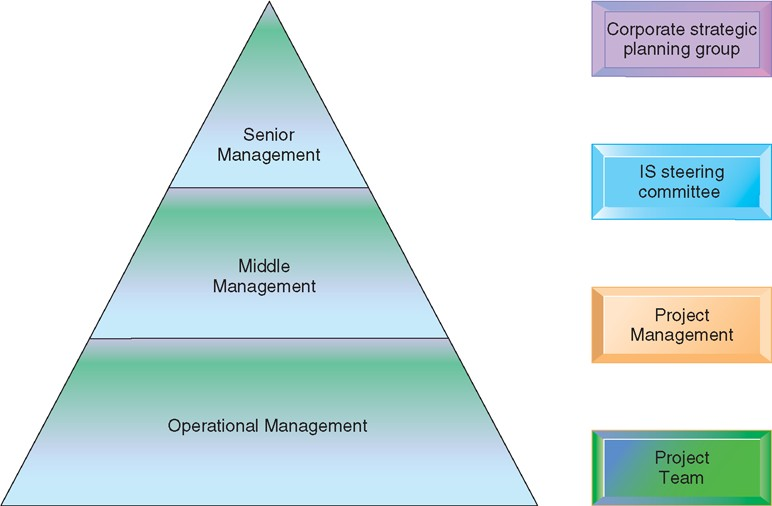 Senior
Management
Middle
Management
Operational Management
Corporate strategic
planning group
IS steering
committee
Project
Management
Project
Team